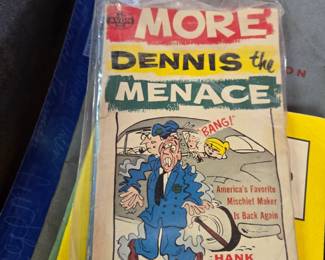 MORE
DENNIS the
MENACE
"BANG!"
America's Favorite
Mischief Maker
Is Back Again
HANK